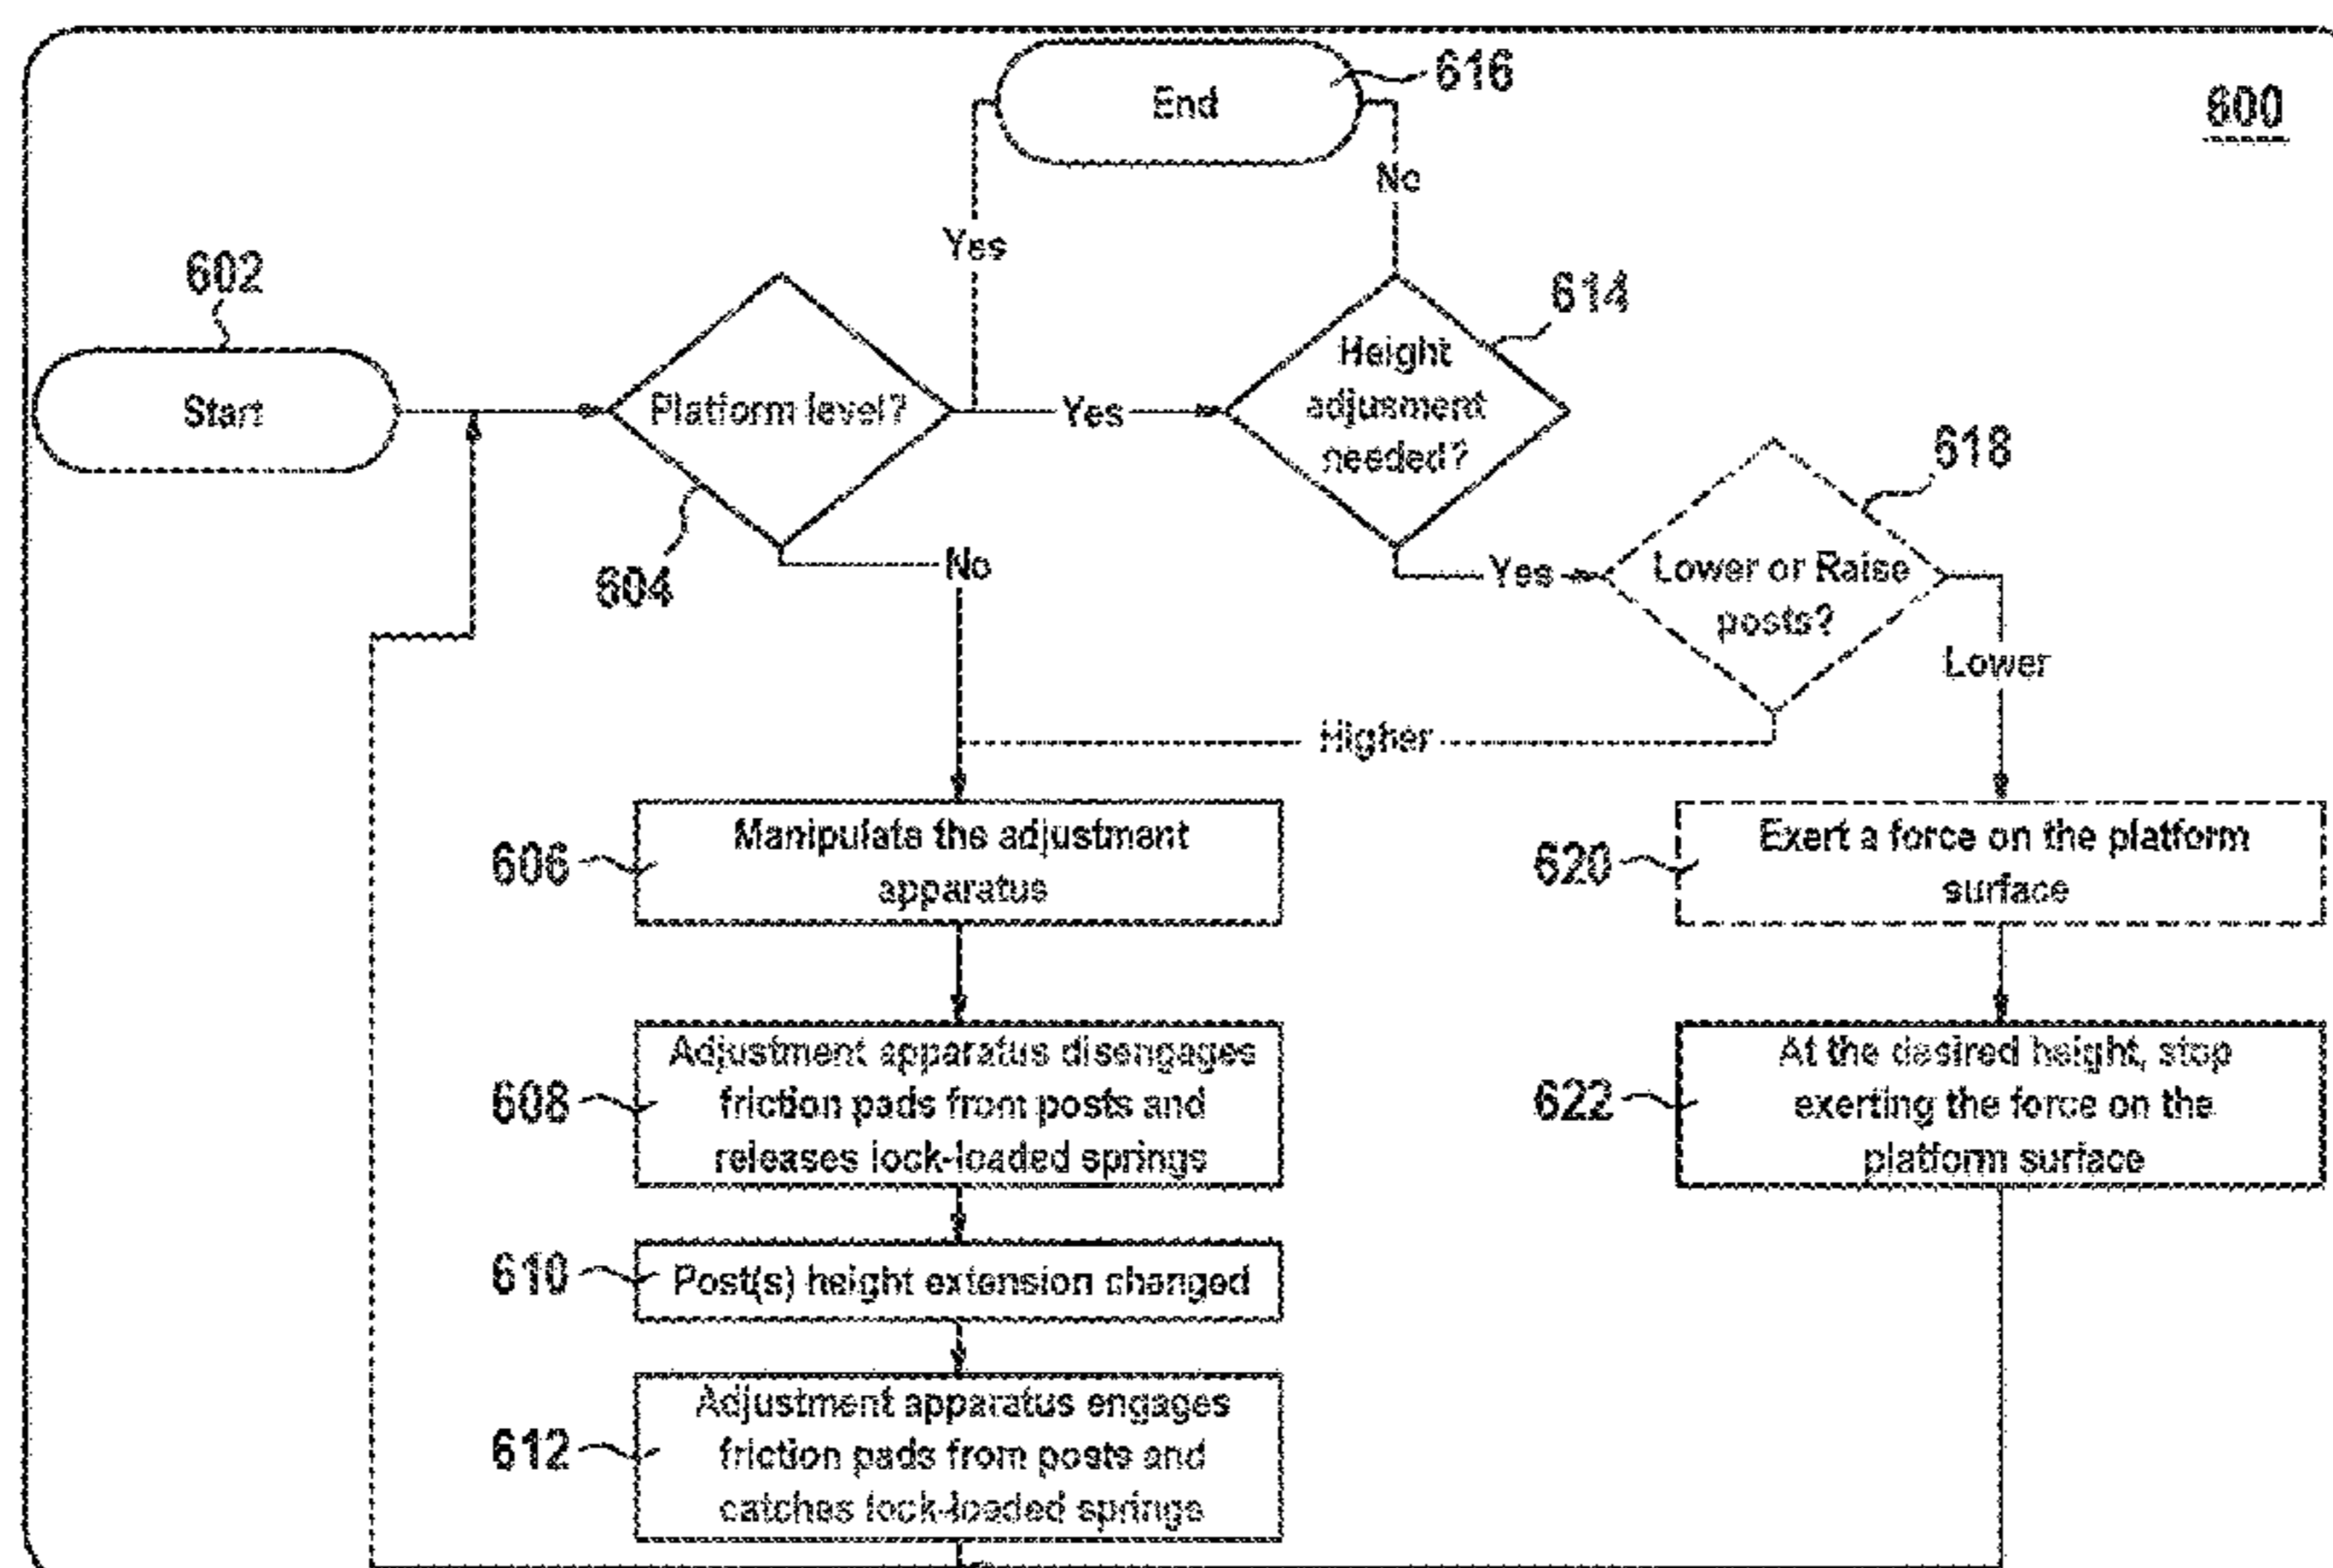 End
616
600
No
Yes
602
Start
Platform level?
604
Yes
614
Height
adjusment
needed?
618
No
Yes
Lower or Raise
posts?
Lower
Higher
606
Manipulate the adjustment
apparatus
620
Exert a force on the platform
surface
608
Adjustment apparatus disengages
friction pads from posts and
releases lock-loaded springs
622
At the desired height, stop
exerting the force on the
platform surface
610
Post(s) height extension changed
612
Adjustment apparatus engages
friction pads from posts and
catches lock-loaded springs